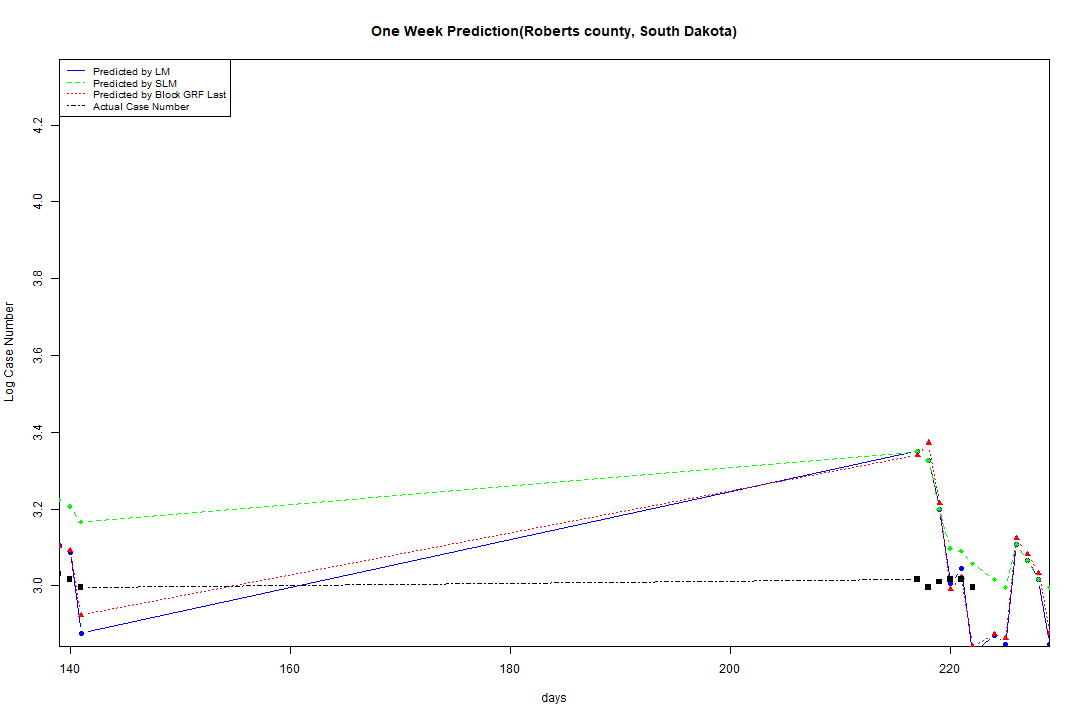 One Week Prediction(Roberts county, South Dakota)
Predicted by LM
Predicted by SLM
Predicted by Block GRF Last
Actual Case Number
4.2
4.0
3.8
3.6
3.4
3.2
3.0
Log Case Number
140 160 180 200 220
days